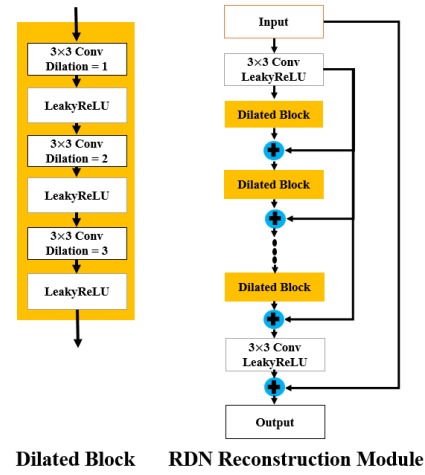 3×3 Conv
Dilation = 1
LeakyReLU
3×3 Conv
Dilation = 2
LeakyReLU
3×3 Conv
Dilation = 3
LeakyReLU
Dilated Block
Input
3×3 Conv
LeakyReLU
Dilated Block
Dilated Block
Dilated Block
3×3 Conv
LeakyReLU
Output
RDN Reconstruction Module